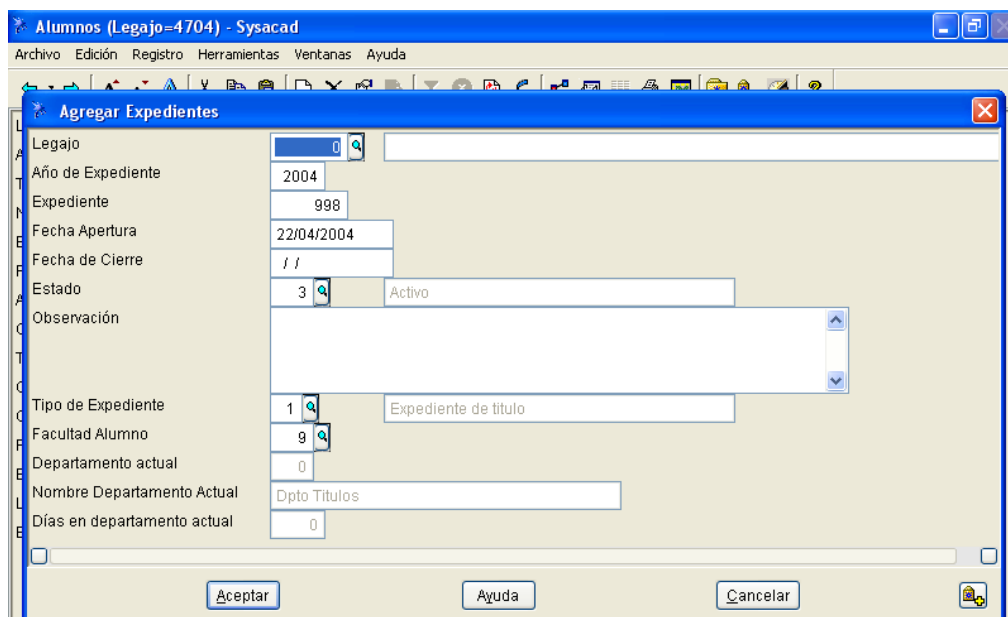 Alumnos (Legajo=4704) - Sysacad
Archivo Edición Registro Herramientas Ventanas Ayuda
Agregar Expedientes
Legajo 0
Año de Expediente 2004
Expediente 998
Fecha Apertura 22/04/2004
Fecha de Cierre / /
Estado 3 Activo
Observación
Tipo de Expediente 1 Expediente de titulo
Facultad Alumno 9
Departamento actual 0
Nombre Departamento Actual Dpto Titulos
Días en departamento actual 0
Aceptar Ayuda Cancelar